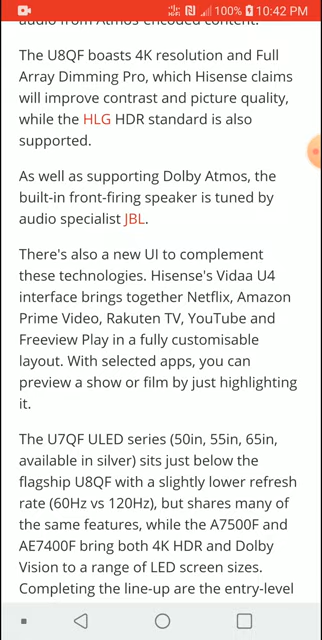 100% 10:42 PM
audio from Atmos encoded content.
The U8QF boasts 4K resolution and Full
Array Dimming Pro, which Hisense claims
will improve contrast and picture quality,
while the HLG HDR standard is also
supported.
As well as supporting Dolby Atmos, the
built-in front-firing speaker is tuned by
audio specialist JBL.
There's also a new UI to complement
these technologies. Hisense's Vidaa U4
interface brings together Netflix, Amazon
Prime Video, Rakuten TV, YouTube and
Freeview Play in a fully customisable
layout. With selected apps, you can
preview a show or film by just highlighting
it.
The U7QF ULED series (50in, 55in, 65in,
available in silver) sits just below the
flagship U8QF with a slightly lower refresh
rate (60Hz vs 120Hz), but shares many of
the same features, while the A7500F and
AE7400F bring both 4K HDR and Dolby
Vision to a range of LED screen sizes.
Completing the line-up are the entry-level